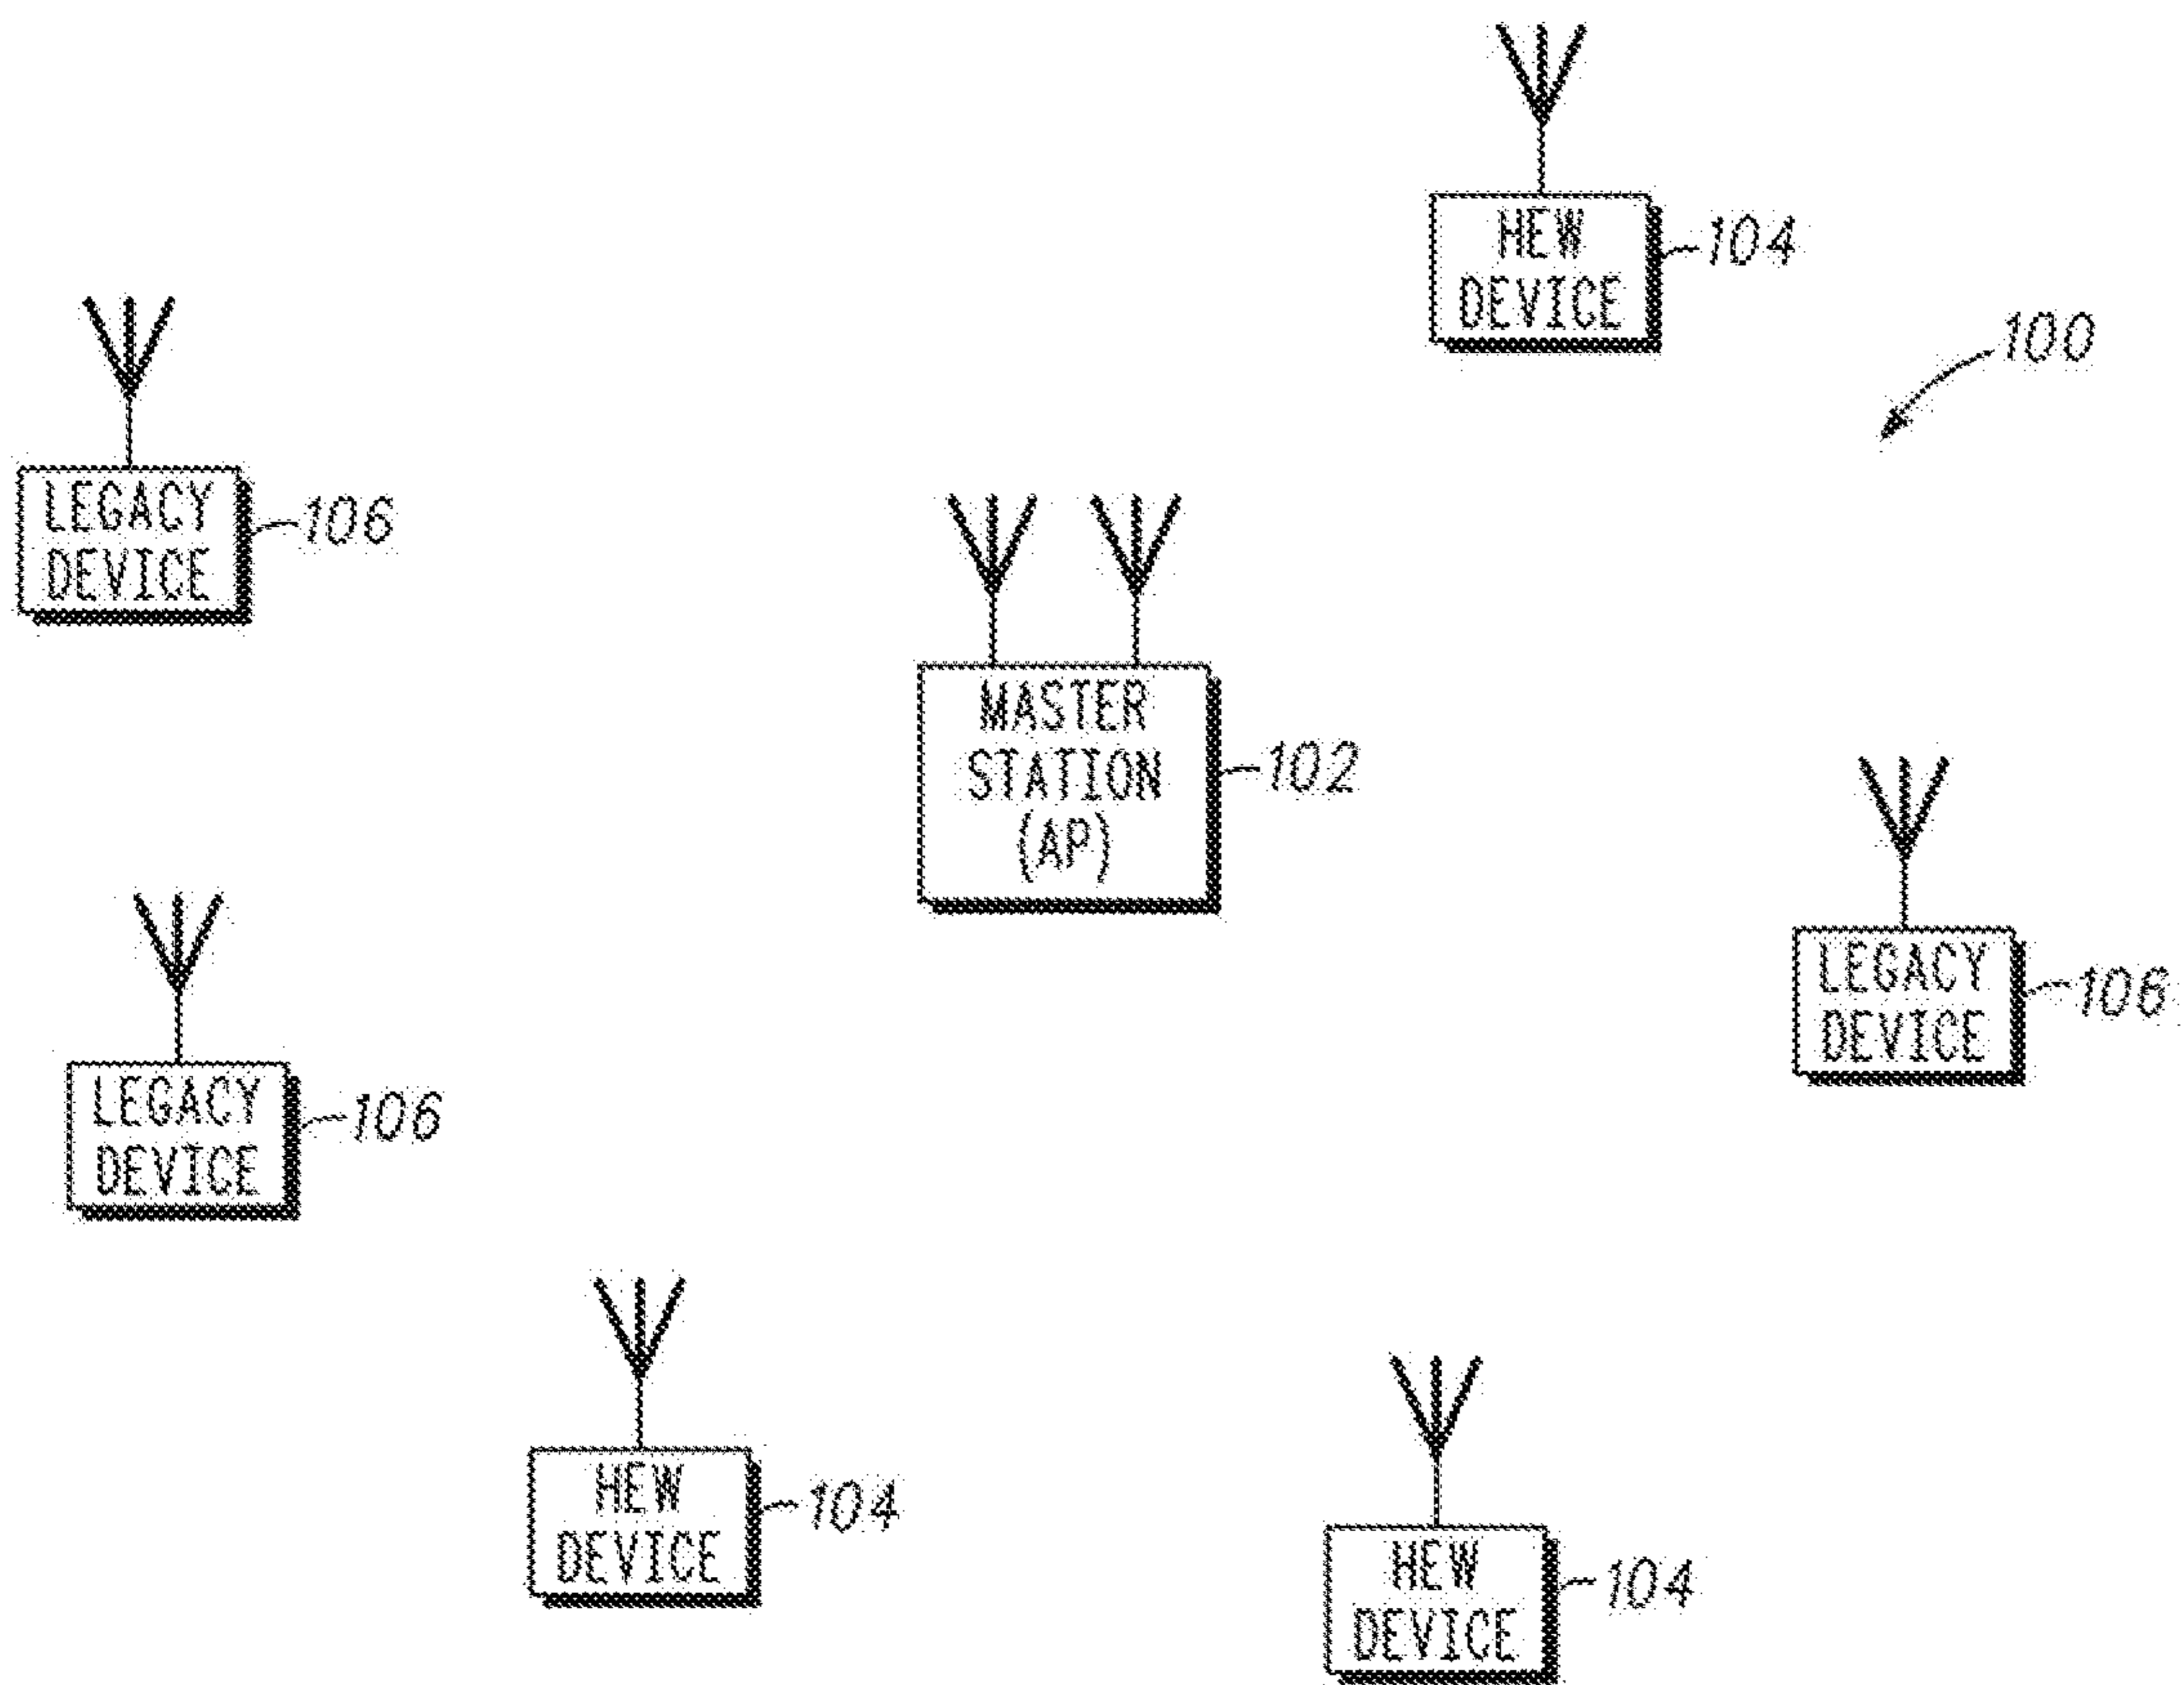 HEW
DEVICE
104
100
LEGACY
DEVICE
106
MASTER
STATION
(AP)
102
LEGACY
DEVICE
106
LEGACY
DEVICE
106
HEW
DEVICE
104
HEW
DEVICE
104